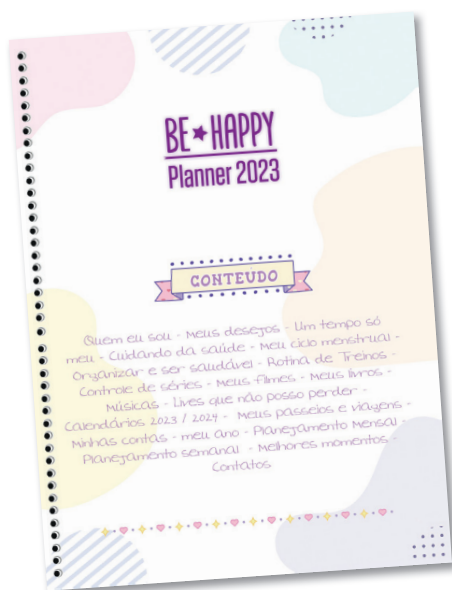 BE★HAPPY
Planner 2023
CONTEUDO
Quem eu sou - Meus desejos - Um tempo só
meu - Cuidando da saúde - Meu ciclo menstrual -
Organizar e ser saudável - Rotina de Treinos -
Controle de séries - Meus filmes - Meus livros -
Músicas - Lives que não posso perder -
Calendários 2023 / 2024 - Meus passeios e viagens -
Minhas contas - meu ano - Planejamento Mensal -
Planejamento semanal - Melhores momentos -
Contatos